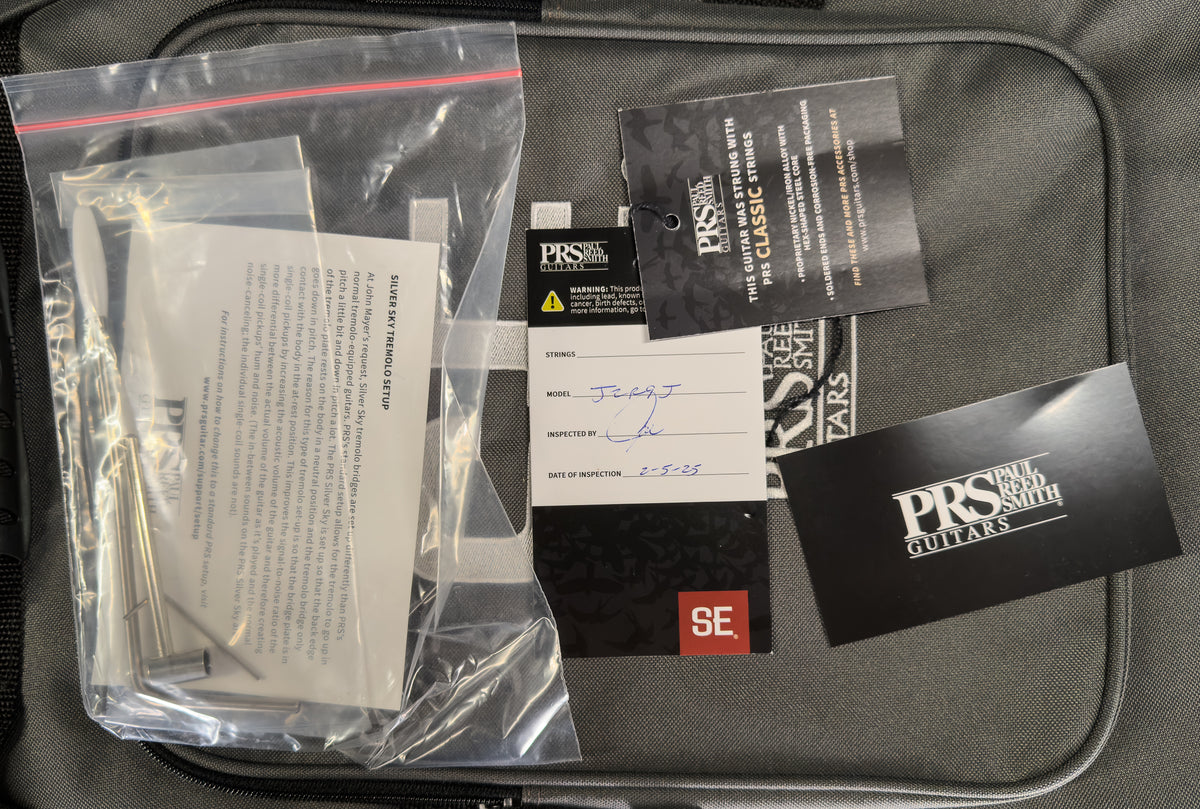 SILVER SKY TREMOLO SETUP
At John Mayer's request, Silver Sky tremolo bridges are set up differently than PRS's
normal tremolo-equipped guitars. PRS's standard setup allows for the tremolo to go up in
pitch a little bit and down in pitch a lot. The PRS Silver Sky is set up so that the back edge
of the tremolo plate rests on the body in a neutral position and the tremolo bridge only
goes down in pitch. The reason for this type of tremolo set-up is so that the bridge plate is in
contact with the body in the at-rest position. This improves the signal-to-noise ratio of the
single-coil pickups by increasing the acoustic volume of the guitar and therefore creating
more differential between the actual volume of the guitar as it's played and the normal
single-coil pickups' hum and noise. (The in-between sounds on the PRS Silver Sky are
noise-canceling; the individual single-coil sounds are not).
For instructions on how to change this to a standard PRS setup, visit
www.prsguitar.com/support/setup
PRS PAUL
SMITH
PRS PAUL
REED
SMITH
GUITARS
WARNING: This produ
including lead, known
cancer, birth defects, o
more information, go to
STRINGS
MODEL
INSPECTED BY
DATE OF INSPECTION 2-5-25
SE
PRS PAUL
REED
SMITH
GUITARS
THIS GUITAR WAS STRUNG WITH
PRS CLASSIC STRINGS
• PROPRIETARY NICKEL/IRON ALLOY WITH
HEX-SHAPED STEEL CORE
• SOLDERED ENDS AND CORROSION-FREE PACKAGING
FIND THESE AND MORE PRS ACCESSORIES AT
www.prsguitars.com/shop
PRS
REED
SMITH
ITARS
PRS PAUL
REED
SMITH
GUITARS